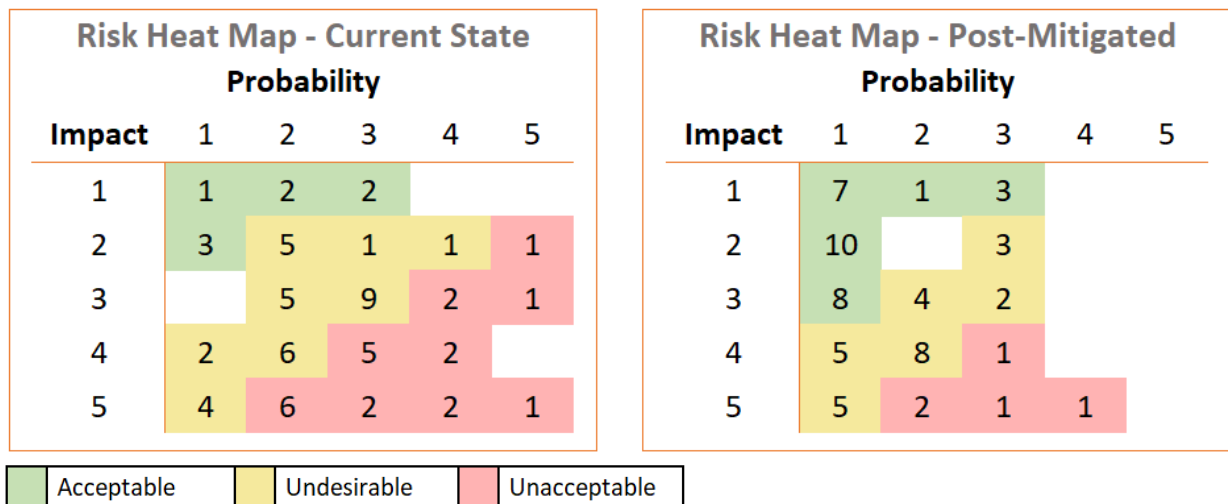 Risk Heat Map - Current State
Probability
Impact 1 2 3 4 5
1 1 2 2
2 3 5 1 1 1
3 5 9 2 1
4 2 6 5 2
5 4 6 2 2 1
Risk Heat Map - Post-Mitigated
Probability
Impact 1 2 3 4 5
1 7 1 3
2 10 3
3 8 4 2
4 5 8 1
5 5 2 1 1
Acceptable Undesirable Unacceptable